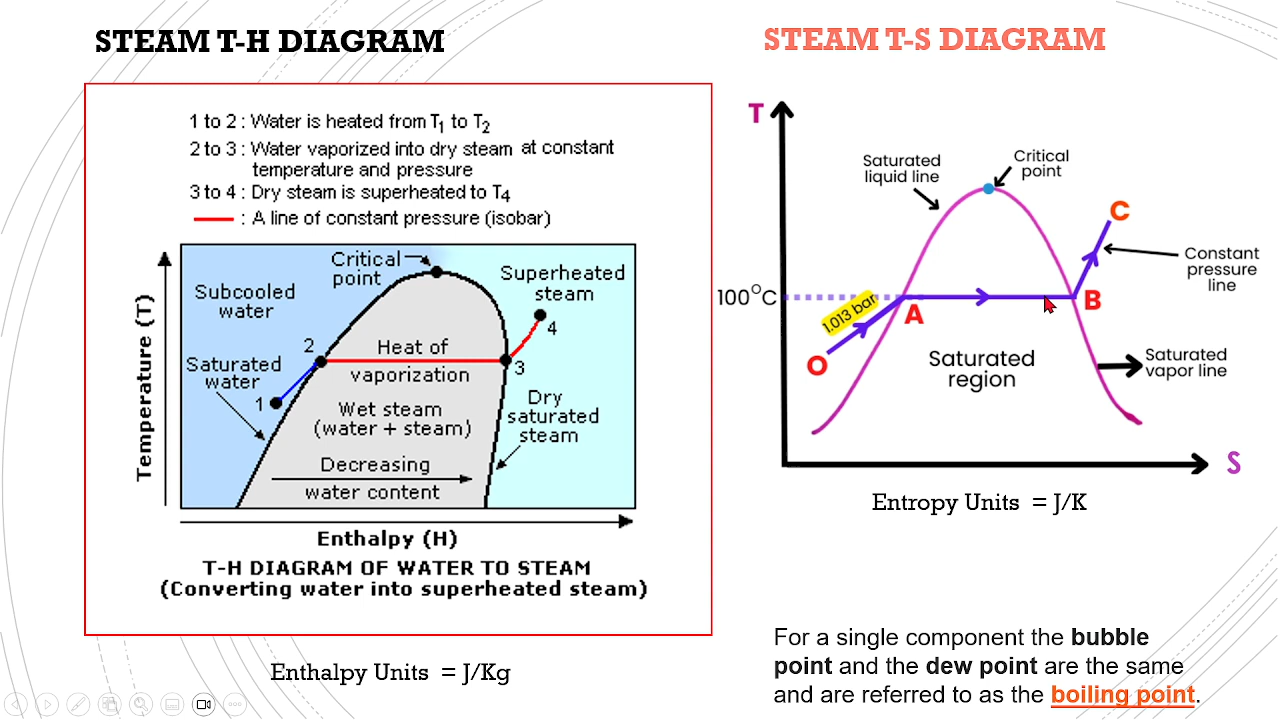 STEAM T-H DIAGRAM
1 to 2 : Water is heated from T1 to T2
2 to 3 : Water vaporized into dry steam at constant
temperature and pressure
3 to 4 : Dry steam is superheated to T4
: A line of constant pressure (isobar)
Critical
point
Superheated
steam
Subcooled
water
4
2
Heat of
vaporization
3
Saturated
water
1
Wet steam
(water + steam)
Dry
saturated
steam
Decreasing
water content
Temperature (T)
Enthalpy (H)
T-H DIAGRAM OF WATER TO STEAM
(Converting water into superheated steam)
Enthalpy Units = J/Kg
STEAM T-S DIAGRAM
T
Saturated
liquid line
Critical
point
C
Constant
pressure
line
100°C
1.013 bar
A
B
O
Saturated
region
Saturated
vapor line
S
Entropy Units = J/K
For a single component the bubble
point and the dew point are the same
and are referred to as the boiling point.